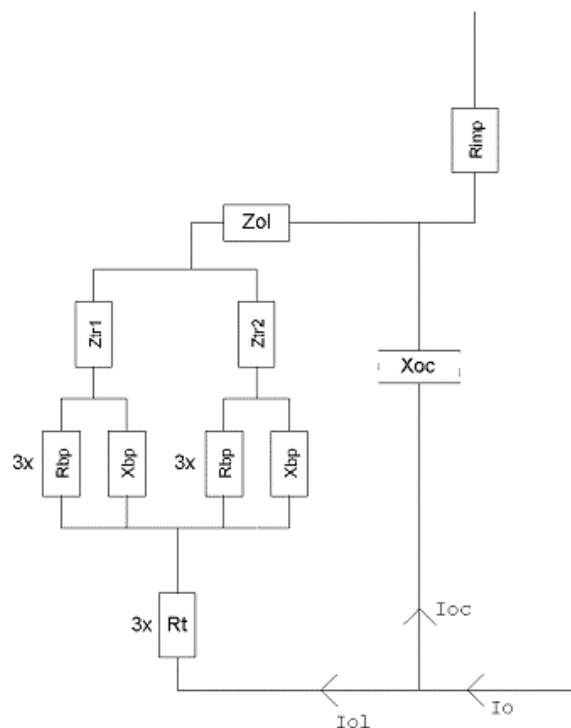 Rimp
Zol
Ztr1
Ztr2
Xoc
3x
Rbp
Xbp
3x
Rbp
Xbp
3x
Rt
Ioc
Io
Iol